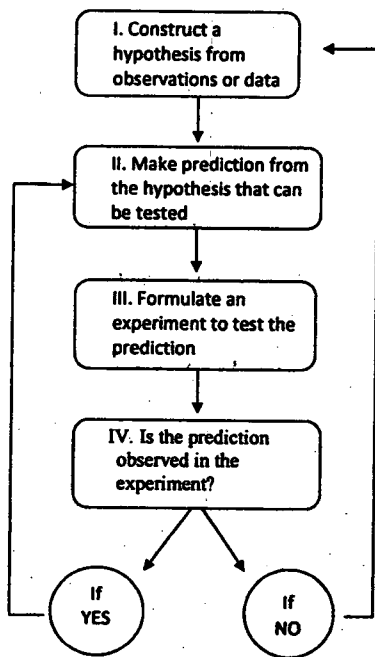 I. Construct a
hypothesis from
observations or data
II. Make prediction from
the hypothesis that can
be tested
III. Formulate an
experiment to test the
prediction
IV. Is the prediction
observed in the
experiment?
If
YES
If
NO